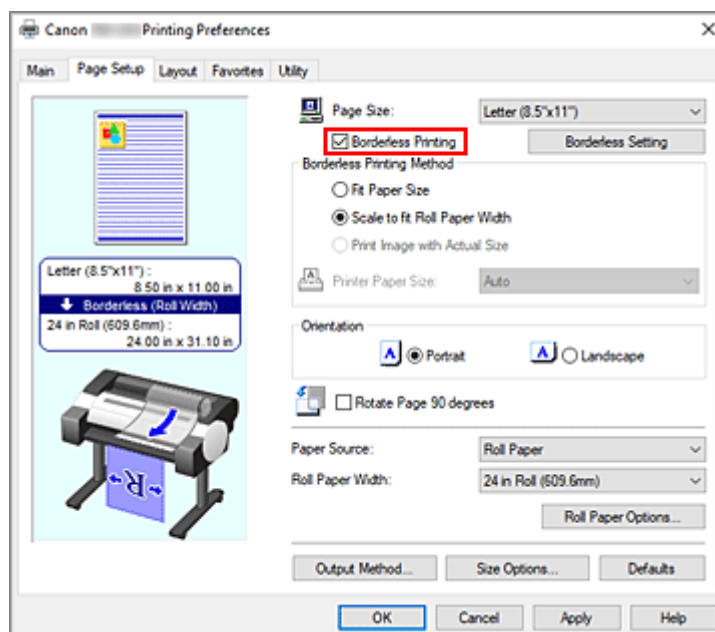 Canon Printing Preferences
Main Page Setup Layout Favorites Utility
Page Size: Letter (8.5"x11")
Borderless Printing Borderless Setting
Borderless Printing Method
Fit Paper Size
Scale to fit Roll Paper Width
Print Image with Actual Size
Printer Paper Size: Auto
Letter (8.5"x11") :
8.50 in x 11.00 in
Borderless (Roll Width)
24 in Roll (609.6mm) :
24.00 in x 31.10 in
Orientation
A Portrait A Landscape
Rotate Page 90 degrees
Paper Source: Roll Paper
Roll Paper Width: 24 in Roll (609.6mm)
Roll Paper Options...
R
Output Method... Size Options... Defaults
OK Cancel Apply Help